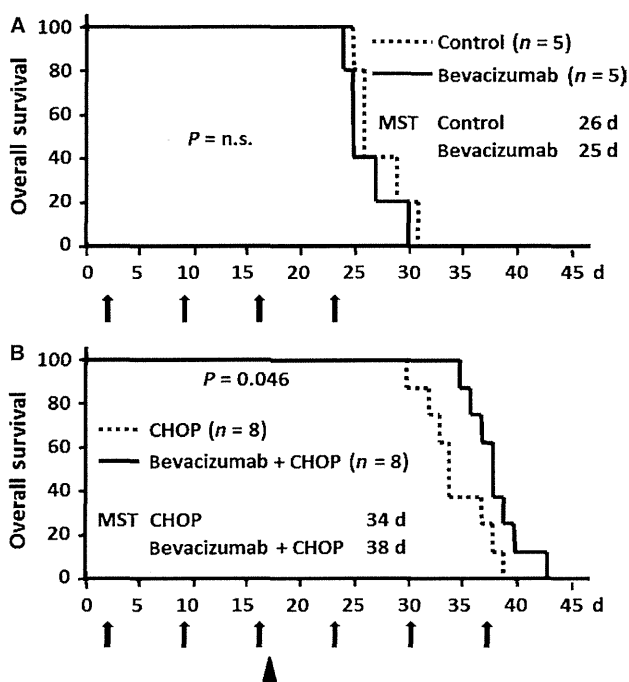 A
Overall survival
100
80
60
40
20
0
Control (n = 5)
Bevacizumab (n = 5)
P = n.s.
MST Control 26 d
Bevacizumab 25 d
0 5 10 15 20 25 30 35 40 45 d
B
Overall survival
100
80
60
40
20
0
P = 0.046
CHOP (n = 8)
Bevacizumab + CHOP (n = 8)
MST CHOP 34 d
Bevacizumab + CHOP 38 d
0 5 10 15 20 25 30 35 40 45 d